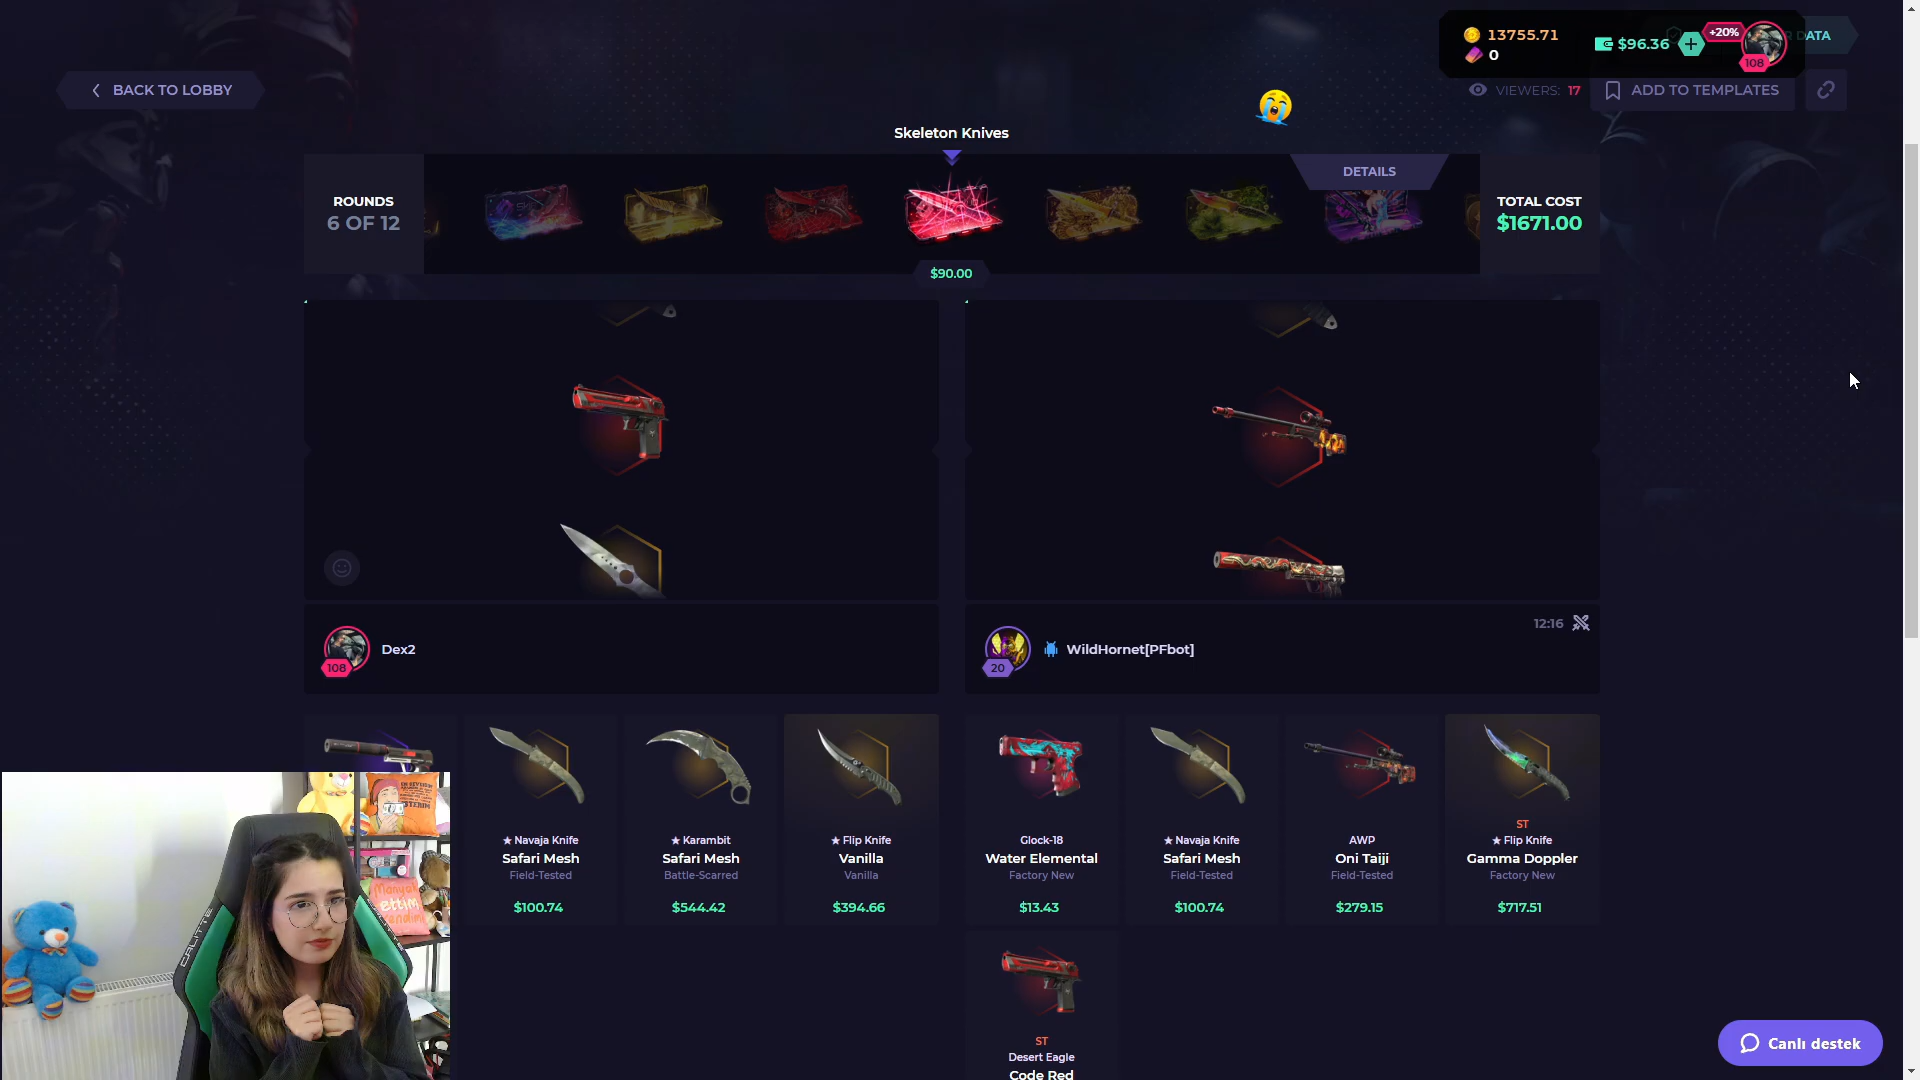 13755.71
0
$96.36
+20%
108
DATA
BACK TO LOBBY
VIEWERS: 17
ADD TO TEMPLATES
Skeleton Knives
DETAILS
ROUNDS
6 OF 12
TOTAL COST
$1671.00
$90.00
108
Dex2
12:16
20
WildHornet[PFbot]
★ Navaja Knife
Safari Mesh
Field-Tested
$100.74
★ Karambit
Safari Mesh
Battle-Scarred
$544.42
★ Flip Knife
Vanilla
Vanilla
$394.66
Glock-18
Water Elemental
Factory New
$13.43
★ Navaja Knife
Safari Mesh
Field-Tested
$100.74
AWP
Oni Taiji
Field-Tested
$279.15
ST
★ Flip Knife
Gamma Doppler
Factory New
$717.51
ST
Desert Eagle
Code Red
Manyak
ettim
kendimi
Canlı destek